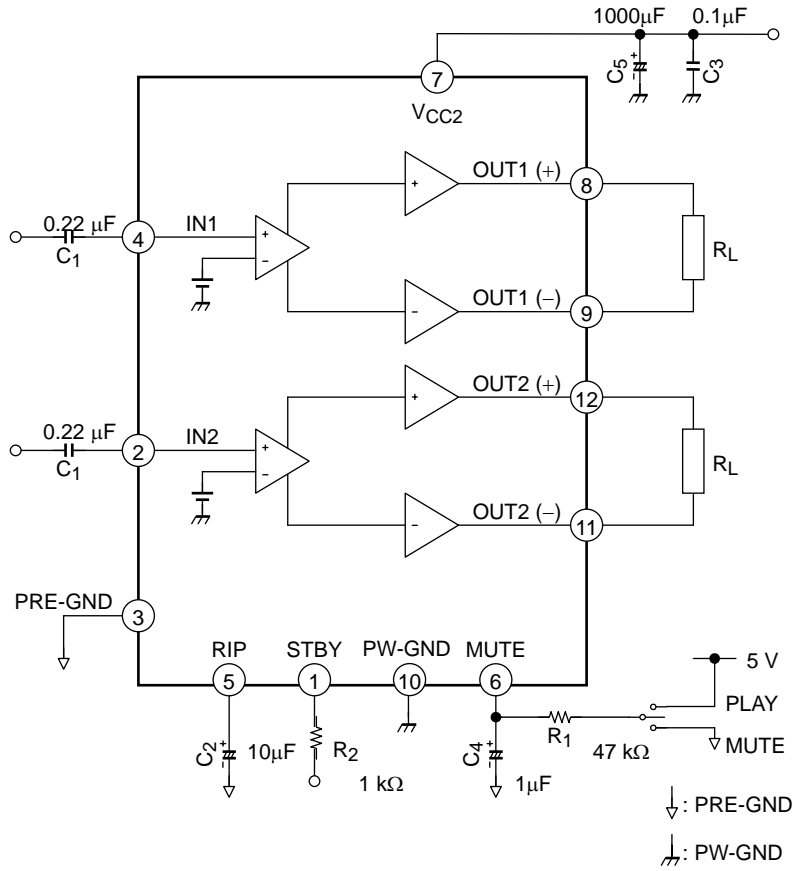 1000μF 0.1μF
C5 C3
7
VCC2
OUT1 (+) 8
0.22 μF
C1 4 IN1
RL
OUT1 (−) 9
OUT2 (+) 12
0.22 μF
C1 2 IN2
RL
OUT2 (−) 11
PRE-GND 3
RIP STBY PW-GND MUTE
5 1 10 6
5 V
PLAY
R1 47 kΩ
MUTE
C2 10μF R2 1 kΩ C4 1μF
: PRE-GND
: PW-GND